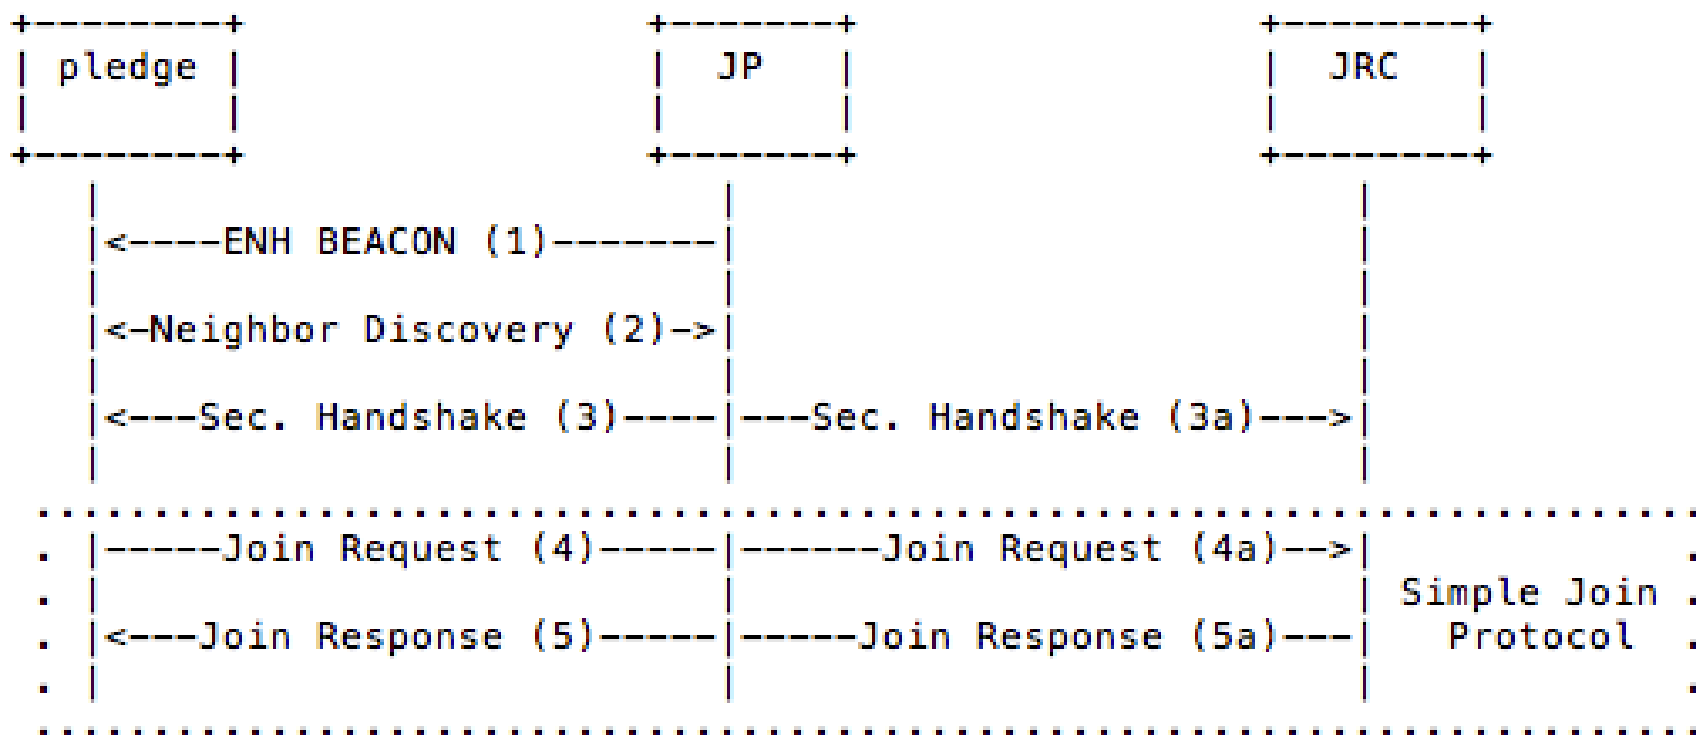 +--------+ +-------+ +--------+
| pledge | | JP | | JRC |
| | | | | |
+--------+ +-------+ +--------+
| | |
|<----ENH BEACON (1)-------| |
| | |
|<-Neighbor Discovery (2)->| |
| | |
|<---Sec. Handshake (3)----|---Sec. Handshake (3a)--->|
| | |
.......................................................................
. |-----Join Request (4)-----|------Join Request (4a)-->| .
. | | | Simple Join .
. |<---Join Response (5)-----|-----Join Response (5a)---| Protocol .
. | | | .
.......................................................................